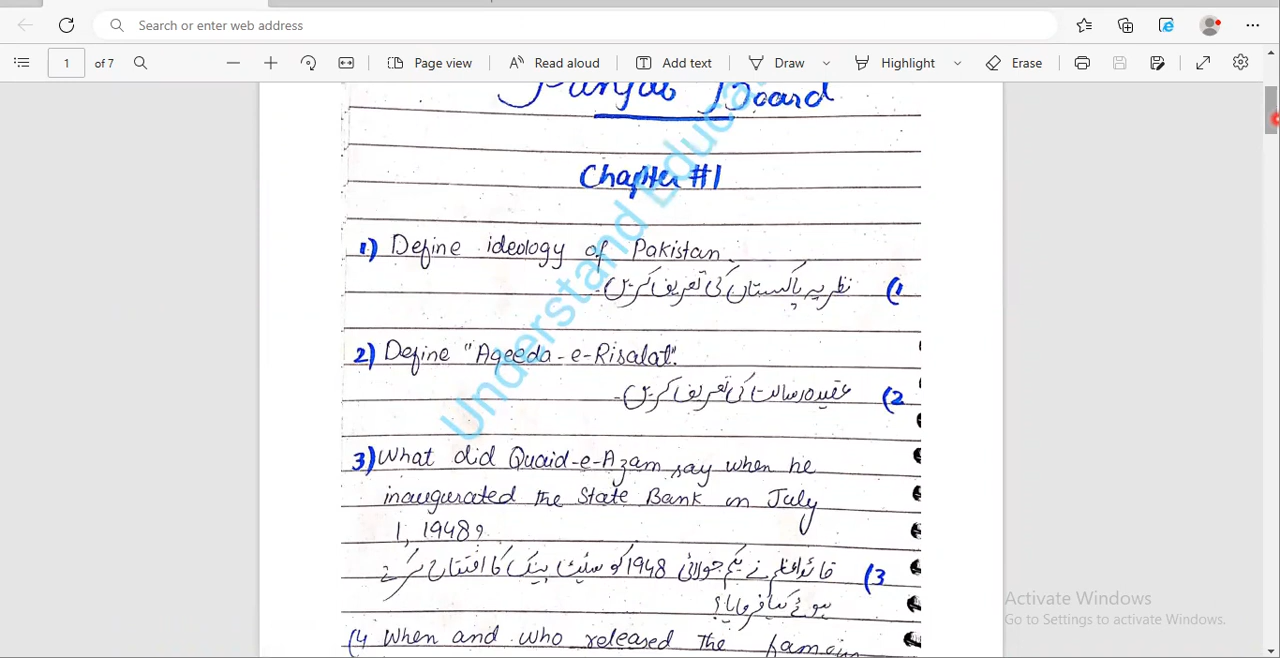 Search or enter web address
1 of 7
Page view
Read aloud
Add text
Draw
Highlight
Erase
Punjab Board
Chapter #1
1) Define ideology of Pakistan.
1) نظریہ پاکستان کی تعریف کریں۔
2) Define "Aqeeda-e-Risalat".
2) عقیدہ رسالت کی تعریف کریں۔
3) What did Quaid-e-Azam say when he
inaugurated the State Bank on July
1, 1948?
3) قائداعظم نے یکم جولائی 1948 کو سٹیٹ بینک کا افتتاح کرتے
ہوئے کیا فرمایا؟
(4 When and who released the famous
Understand Educa
Activate Windows
Go to Settings to activate Windows.